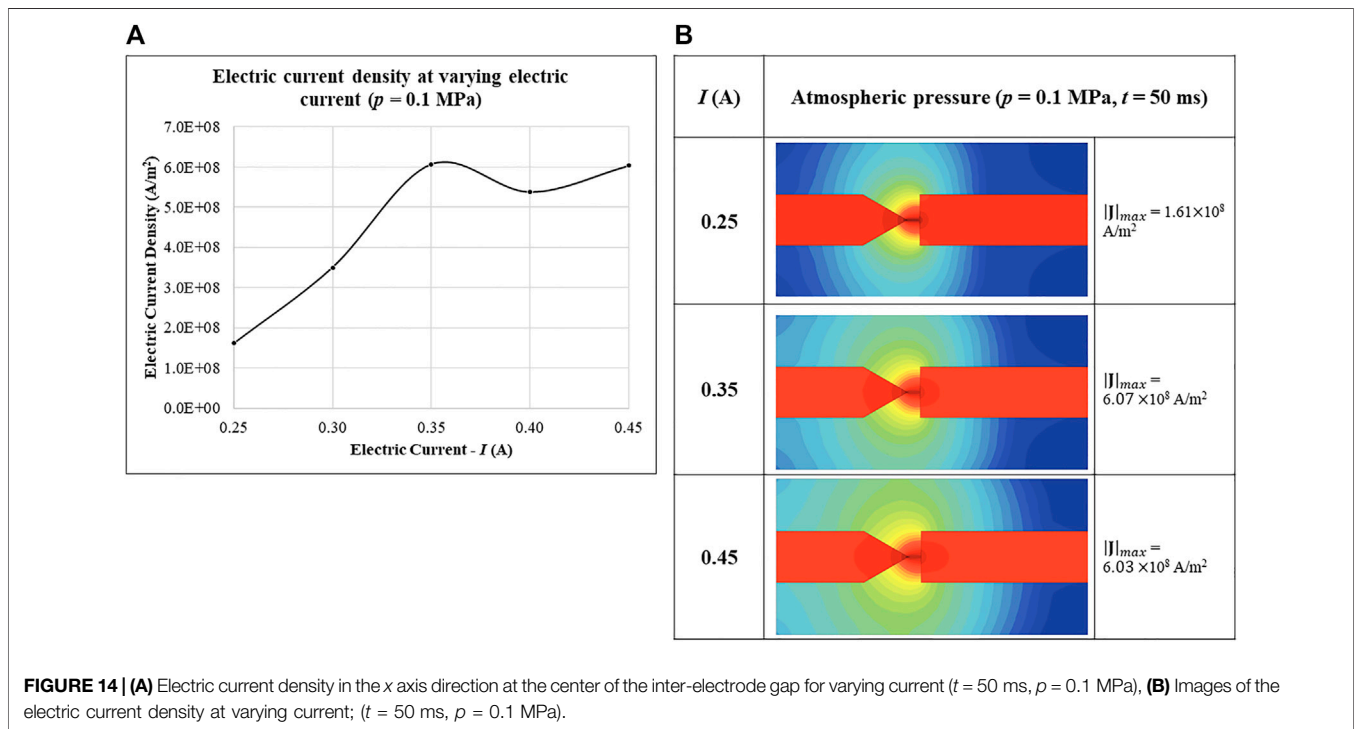 A
Electric current density at varying electric
current (p = 0.1 MPa)
7.0E+08
6.0E+08
5.0E+08
4.0E+08
3.0E+08
2.0E+08
1.0E+08
0.0E+00
Electric Current Density (A/m²)
0.25 0.30 0.35 0.40 0.45
Electric Current - I (A)
B
I (A) Atmospheric pressure (p = 0.1 MPa, t = 50 ms)
0.25
|J|max = 1.61×10⁸
A/m²
0.35
|J|max =
6.07 ×10⁸ A/m²
0.45
|J|max =
6.03 ×10⁸ A/m²
FIGURE 14 | (A) Electric current density in the x axis direction at the center of the inter-electrode gap for varying current (t = 50 ms, p = 0.1 MPa), (B) Images of the
electric current density at varying current; (t = 50 ms, p = 0.1 MPa).